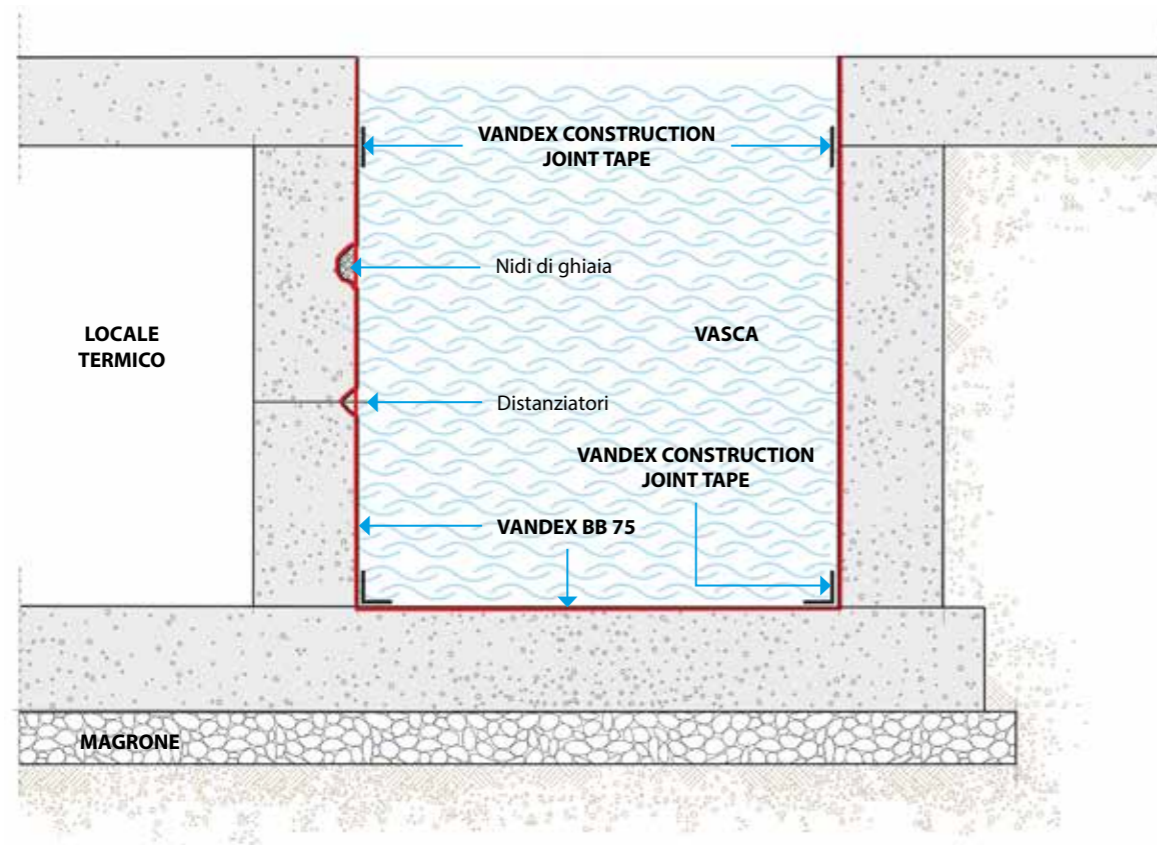 VANDEX CONSTRUCTION
JOINT TAPE
Nidi di ghiaia
LOCALE
TERMICO
VASCA
Distanziatori
VANDEX CONSTRUCTION
JOINT TAPE
VANDEX BB 75
MAGRONE